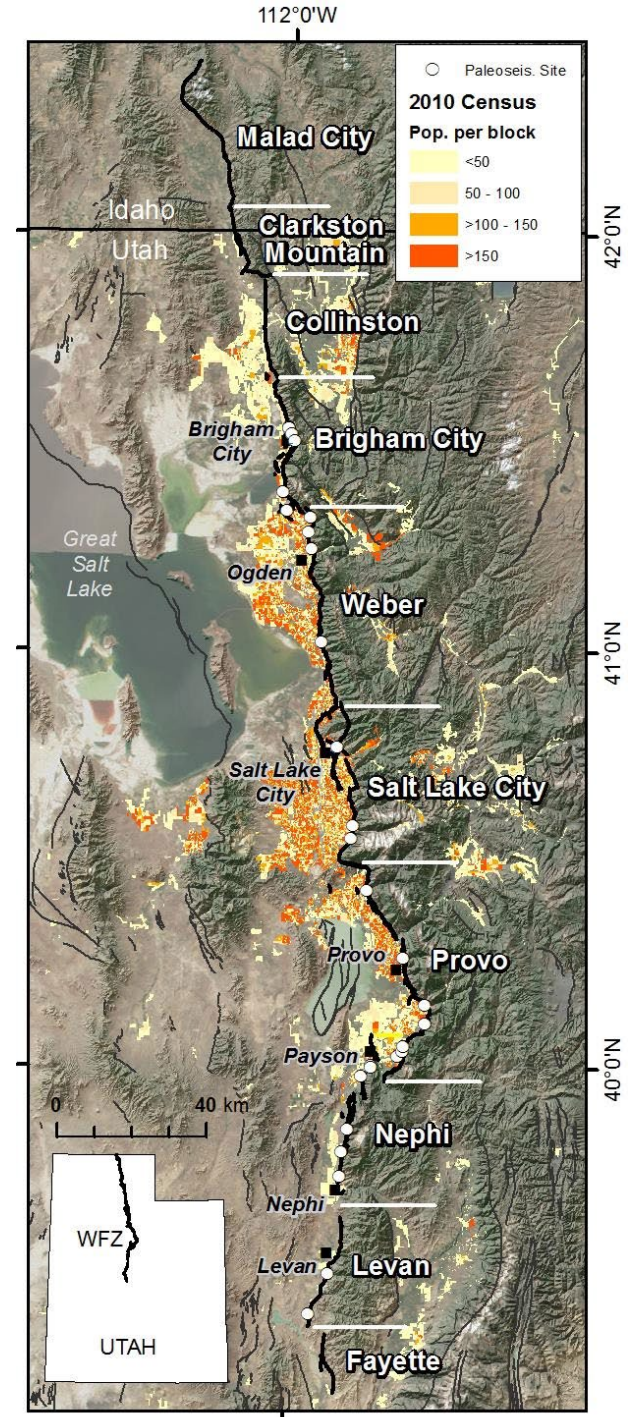 112°0'W
Paleoseis. Site
2010 Census
Pop. per block
<50
50 - 100
>100 - 150
>150
Malad City
Idaho
Utah
42°0'N
Clarkston
Mountain
Collinston
Brigham
City
Brigham City
Great
Salt
Lake
Ogden
Weber
41°0'N
Salt Lake
City
Salt Lake City
Provo
Provo
Payson
40°0'N
0
40 km
Nephi
Nephi
WFZ
Levan
Levan
UTAH
Fayette